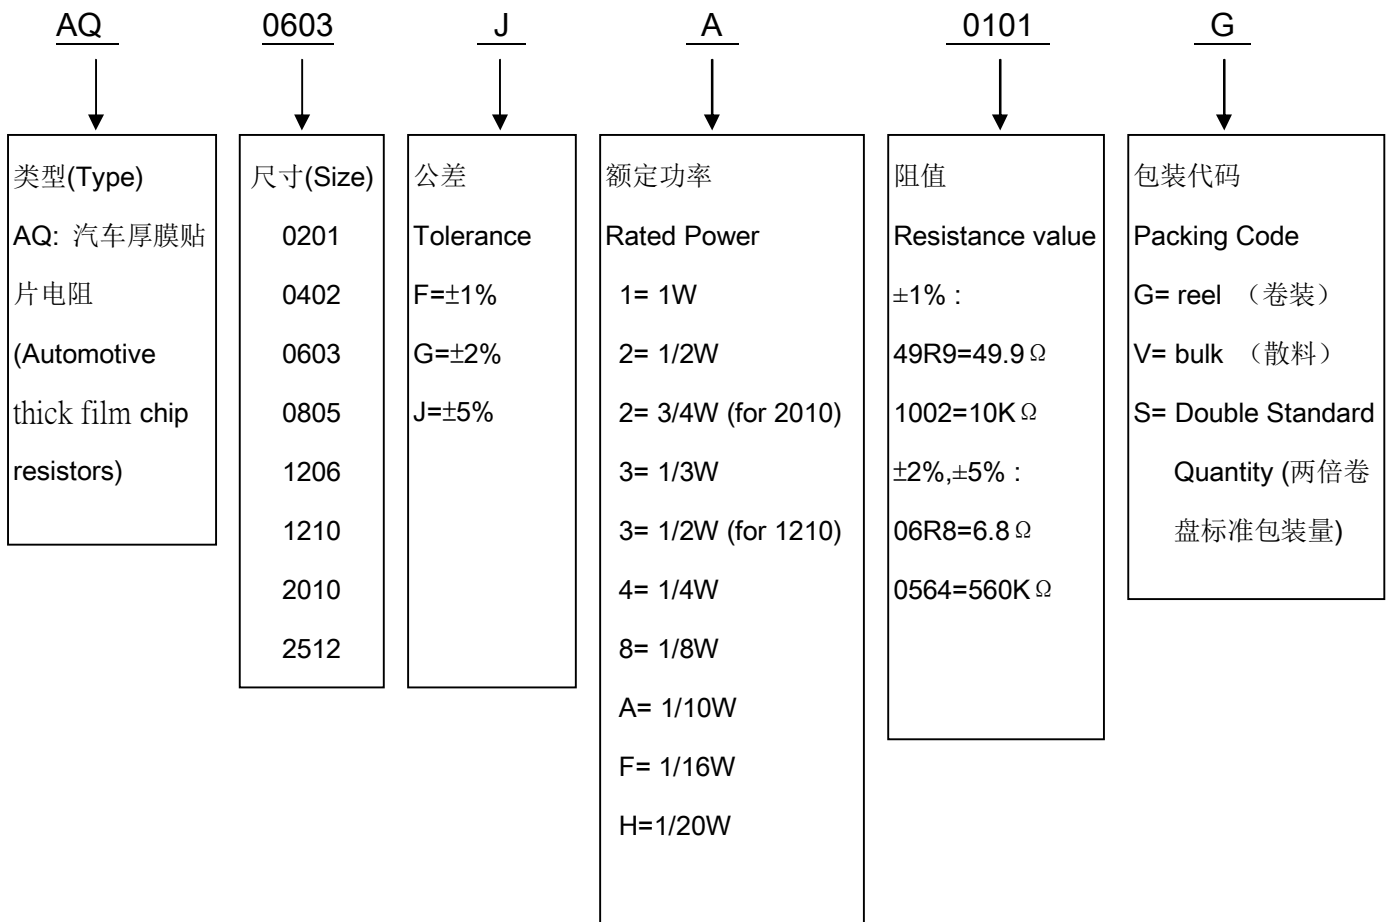 AQ 0603 J A 0101 G
类型(Type)
AQ: 汽车厚膜贴
片电阻
(Automotive
thick film chip
resistors)
尺寸(Size)
0201
0402
0603
0805
1206
1210
2010
2512
公差
Tolerance
F=±1%
G=±2%
J=±5%
额定功率
Rated Power
1= 1W
2= 1/2W
2= 3/4W (for 2010)
3= 1/3W
3= 1/2W (for 1210)
4= 1/4W
8= 1/8W
A= 1/10W
F= 1/16W
H=1/20W
阻值
Resistance value
±1% :
49R9=49.9Ω
1002=10KΩ
±2%,±5% :
06R8=6.8Ω
0564=560KΩ
包装代码
Packing Code
G= reel （卷装）
V= bulk （散料）
S= Double Standard
Quantity (两倍卷
盘标准包装量)